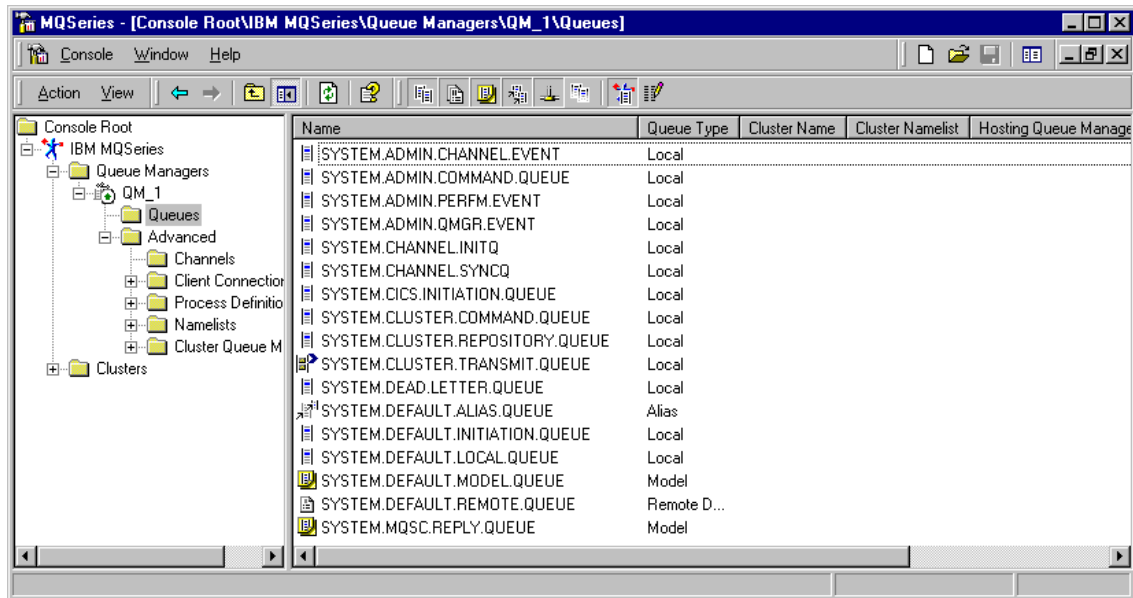 MQSeries - [Console Root\IBM MQSeries\Queue Managers\QM_1\Queues]
Console Window Help
Action View
Console Root
IBM MQSeries
Queue Managers
QM_1
Queues
Advanced
Channels
Client Connection
Process Definitio
Namelists
Cluster Queue M
Clusters
Name Queue Type Cluster Name Cluster Namelist Hosting Queue Manage
SYSTEM.ADMIN.CHANNEL.EVENT Local
SYSTEM.ADMIN.COMMAND.QUEUE Local
SYSTEM.ADMIN.PERFM.EVENT Local
SYSTEM.ADMIN.QMGR.EVENT Local
SYSTEM.CHANNEL.INITQ Local
SYSTEM.CHANNEL.SYNCQ Local
SYSTEM.CICS.INITIATION.QUEUE Local
SYSTEM.CLUSTER.COMMAND.QUEUE Local
SYSTEM.CLUSTER.REPOSITORY.QUEUE Local
SYSTEM.CLUSTER.TRANSMIT.QUEUE Local
SYSTEM.DEAD.LETTER.QUEUE Local
SYSTEM.DEFAULT.ALIAS.QUEUE Alias
SYSTEM.DEFAULT.INITIATION.QUEUE Local
SYSTEM.DEFAULT.LOCAL.QUEUE Local
SYSTEM.DEFAULT.MODEL.QUEUE Model
SYSTEM.DEFAULT.REMOTE.QUEUE Remote D...
SYSTEM.MQSC.REPLY.QUEUE Model